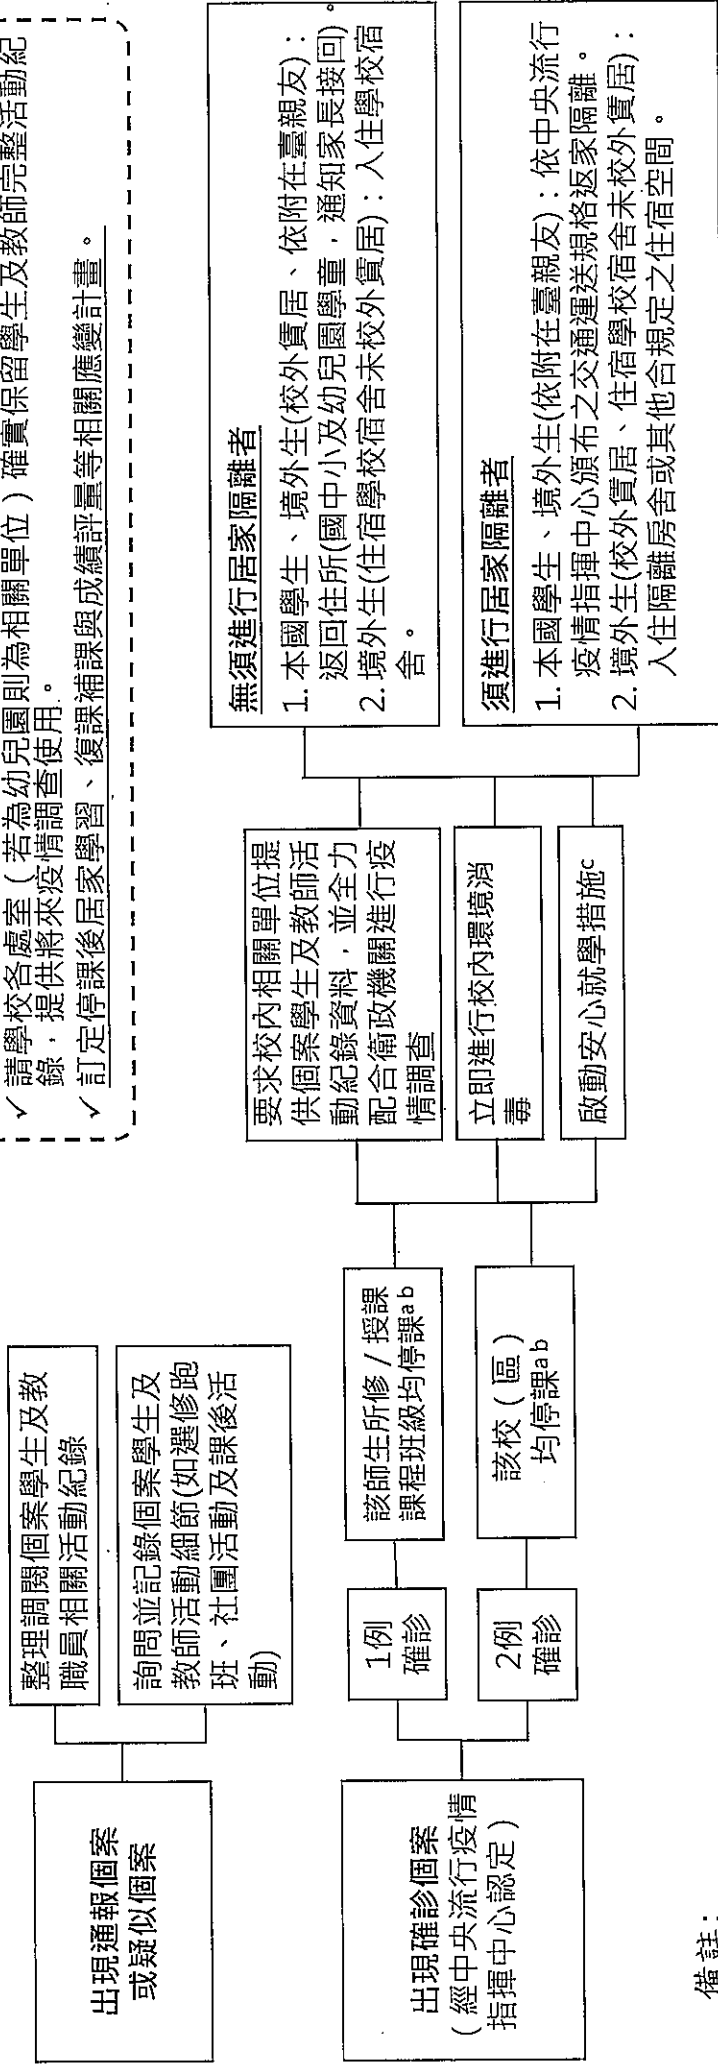 ✓請學校各處室（若為幼兒園則為相關單位）確實保留學生及教師完整活動紀
錄，提供將來疫情調查使用。
✓訂定停課後居家學習、復課補課與成績評量等相關應變計畫。
出現通報個案
或疑似個案
整理調閱個案學生及教
職員相關活動紀錄
詢問並記錄個案學生及
教師活動細節(如選修跑
班、社團活動及課後活
動)
出現確診個案
（經中央流行疫情
指揮中心認定）
1例
確診
2例
確診
該師生所修／授課
課程班級均停課ab
該校（區）
均停課ab
要求校內相關單位提
供個案學生及教師活
動紀錄資料，並全力
配合衛政機關進行疫
情調查
立即進行校內環境消
毒
啟動安心就學措施c
無須進行居家隔離者
1. 本國學生、境外生(校外賃居、依附在臺親友)：
返回住所(國中小及幼兒園學童，通知家長接回)。
2. 境外生(住宿學校宿舍未校外賃居)：入住學校宿
舍。
須進行居家隔離者
1. 本國學生、境外生(依附在臺親友)：依中央流行
疫情指揮中心頒布之交通運送規格返家隔離。
2. 境外生(校外賃居、住宿學校宿舍未校外賃居)：
入住隔離房舍或其他合規定之住宿空間。
備註：